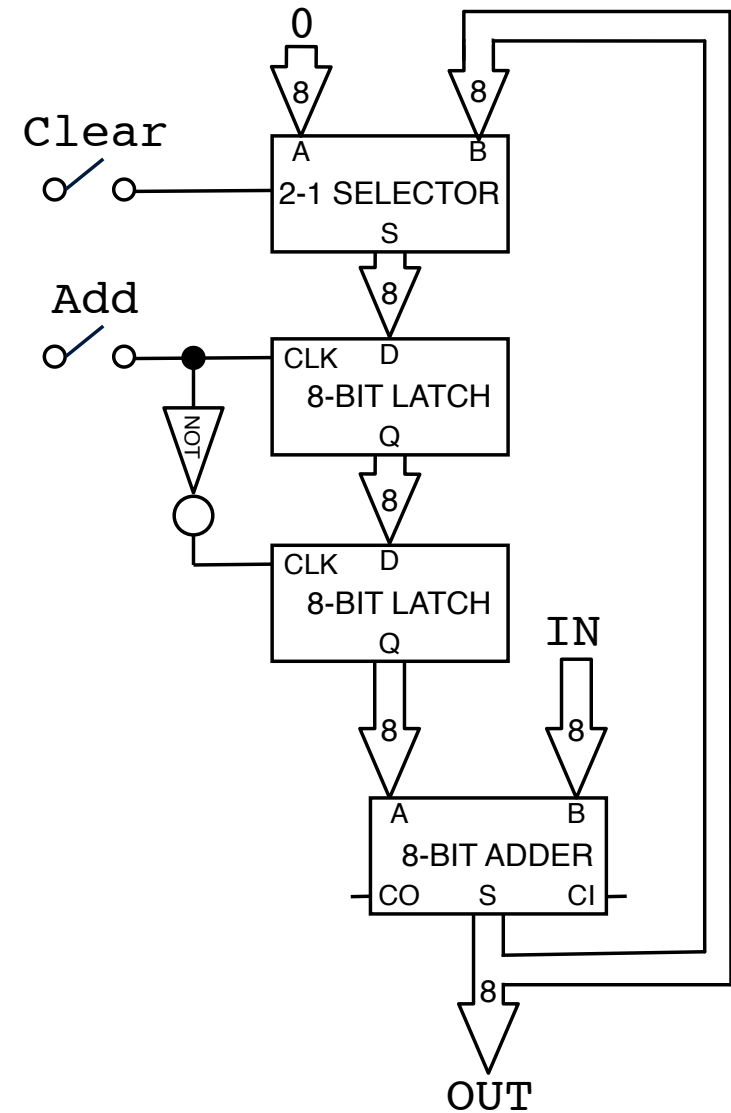 0
8
8
Clear
A
B
2-1 SELECTOR
S
8
Add
CLK
D
8-BIT LATCH
Q
NOT
8
CLK
D
8-BIT LATCH
Q
IN
8
8
A
B
8-BIT ADDER
CO
S
CI
8
OUT